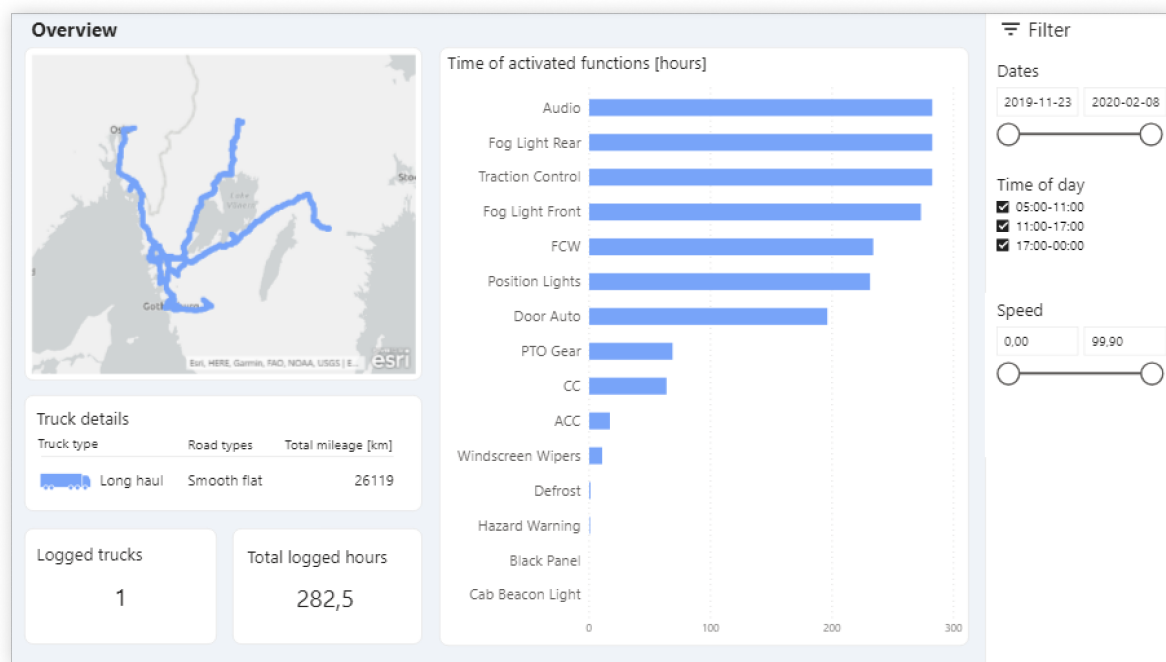 Overview
Filter
Time of activated functions [hours]
Dates
2019-11-23 2020-02-08
Time of day
05:00-11:00
11:00-17:00
17:00-00:00
Speed
0,00 99,90
Esri, HERE, Garmin, FAO, NOAA, USGS | E...
esri
Truck details
Truck type Road types Total mileage [km]
Long haul Smooth flat 26119
Logged trucks
1
Total logged hours
282,5
Audio
Fog Light Rear
Traction Control
Fog Light Front
FCW
Position Lights
Door Auto
PTO Gear
CC
ACC
Windscreen Wipers
Defrost
Hazard Warning
Black Panel
Cab Beacon Light
0 100 200 300